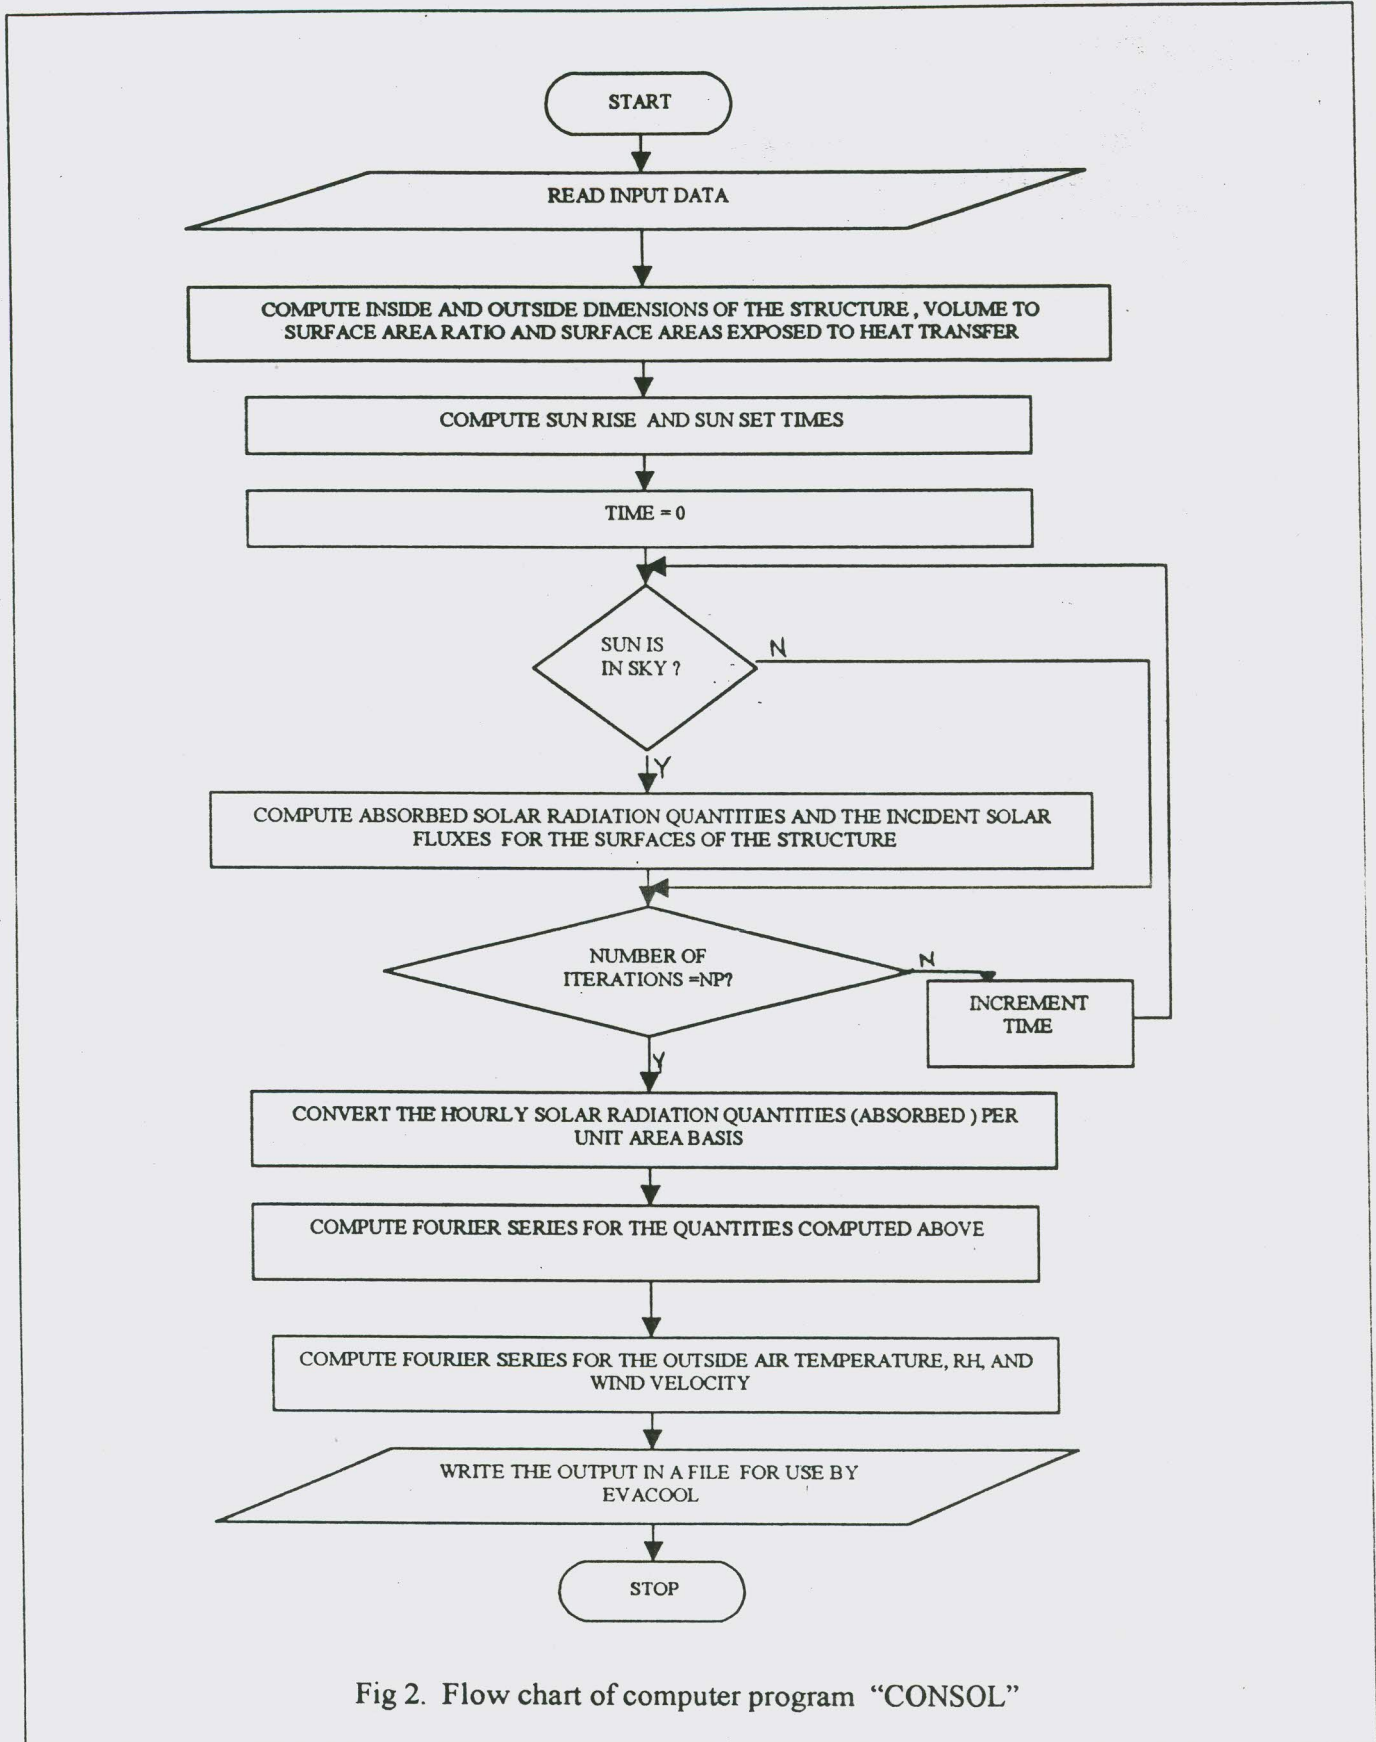 START
READ INPUT DATA
COMPUTE INSIDE AND OUTSIDE DIMENSIONS OF THE STRUCTURE , VOLUME TO
SURFACE AREA RATIO AND SURFACE AREAS EXPOSED TO HEAT TRANSFER
COMPUTE SUN RISE AND SUN SET TIMES
TIME = 0
SUN IS
IN SKY ?
N
Y
COMPUTE ABSORBED SOLAR RADIATION QUANTITIES AND THE INCIDENT SOLAR
FLUXES FOR THE SURFACES OF THE STRUCTURE
NUMBER OF
ITERATIONS =NP?
N
INCREMENT
TIME
Y
CONVERT THE HOURLY SOLAR RADIATION QUANTITIES (ABSORBED ) PER
UNIT AREA BASIS
COMPUTE FOURIER SERIES FOR THE QUANTITIES COMPUTED ABOVE
COMPUTE FOURIER SERIES FOR THE OUTSIDE AIR TEMPERATURE, RH, AND
WIND VELOCITY
WRITE THE OUTPUT IN A FILE FOR USE BY
EVACOOL
STOP
Fig 2. Flow chart of computer program “CONSOL”